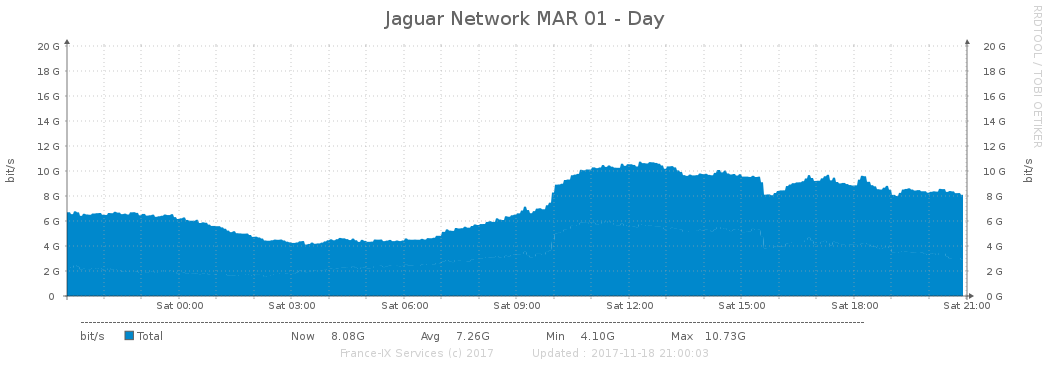 Jaguar Network MAR 01 - Day
RRDTOOL / TOBI OETIKER
bit/s
20 G
18 G
16 G
14 G
12 G
10 G
8 G
6 G
4 G
2 G
0
20 G
18 G
16 G
14 G
12 G
10 G
8 G
6 G
4 G
2 G
0 G
bit/s
Sat 00:00 Sat 03:00 Sat 06:00 Sat 09:00 Sat 12:00 Sat 15:00 Sat 18:00 Sat 21:00
bit/s Total Now 8.08G Avg 7.26G Min 4.10G Max 10.73G
France-IX Services (c) 2017 Updated : 2017-11-18 21:00:03